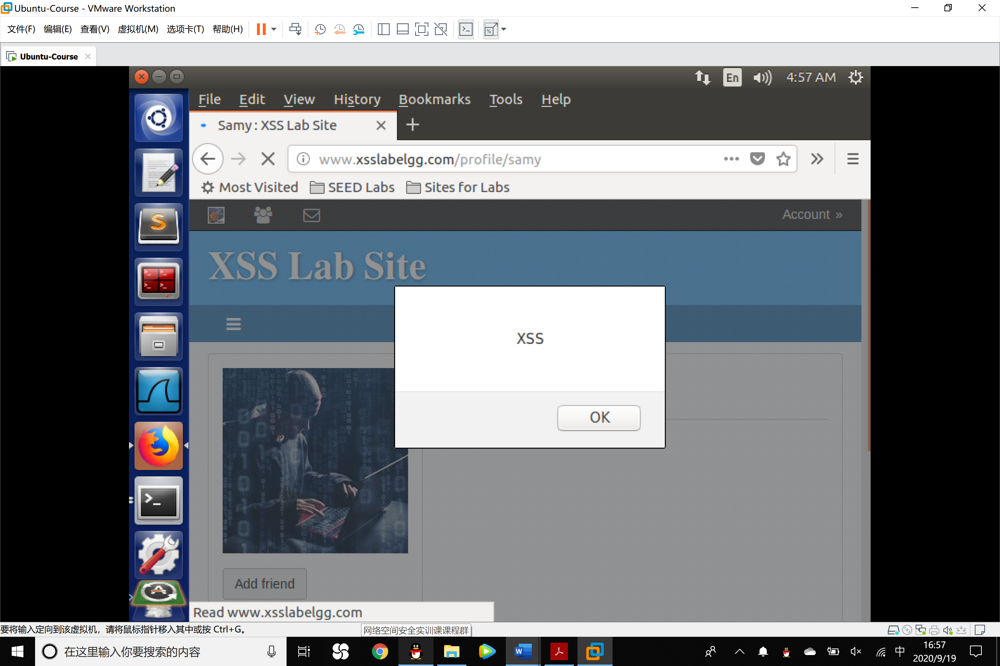 Ubuntu-Course - VMware Workstation
文件(F) 编辑(E) 查看(V) 虚拟机(M) 选项卡(T) 帮助(H)
Ubuntu-Course
En 4:57 AM
File Edit View History Bookmarks Tools Help
Samy : XSS Lab Site
www.xsslabelgg.com/profile/samy
Most Visited SEED Labs Sites for Labs
Account »
XSS Lab Site
XSS
OK
Add friend
Read www.xsslabelgg.com
要将输入定向到该虚拟机，请将鼠标指针移入其中或按 Ctrl+G。
网络空间安全实训课课程群
在这里输入你要搜索的内容
中
16:57
2020/9/19